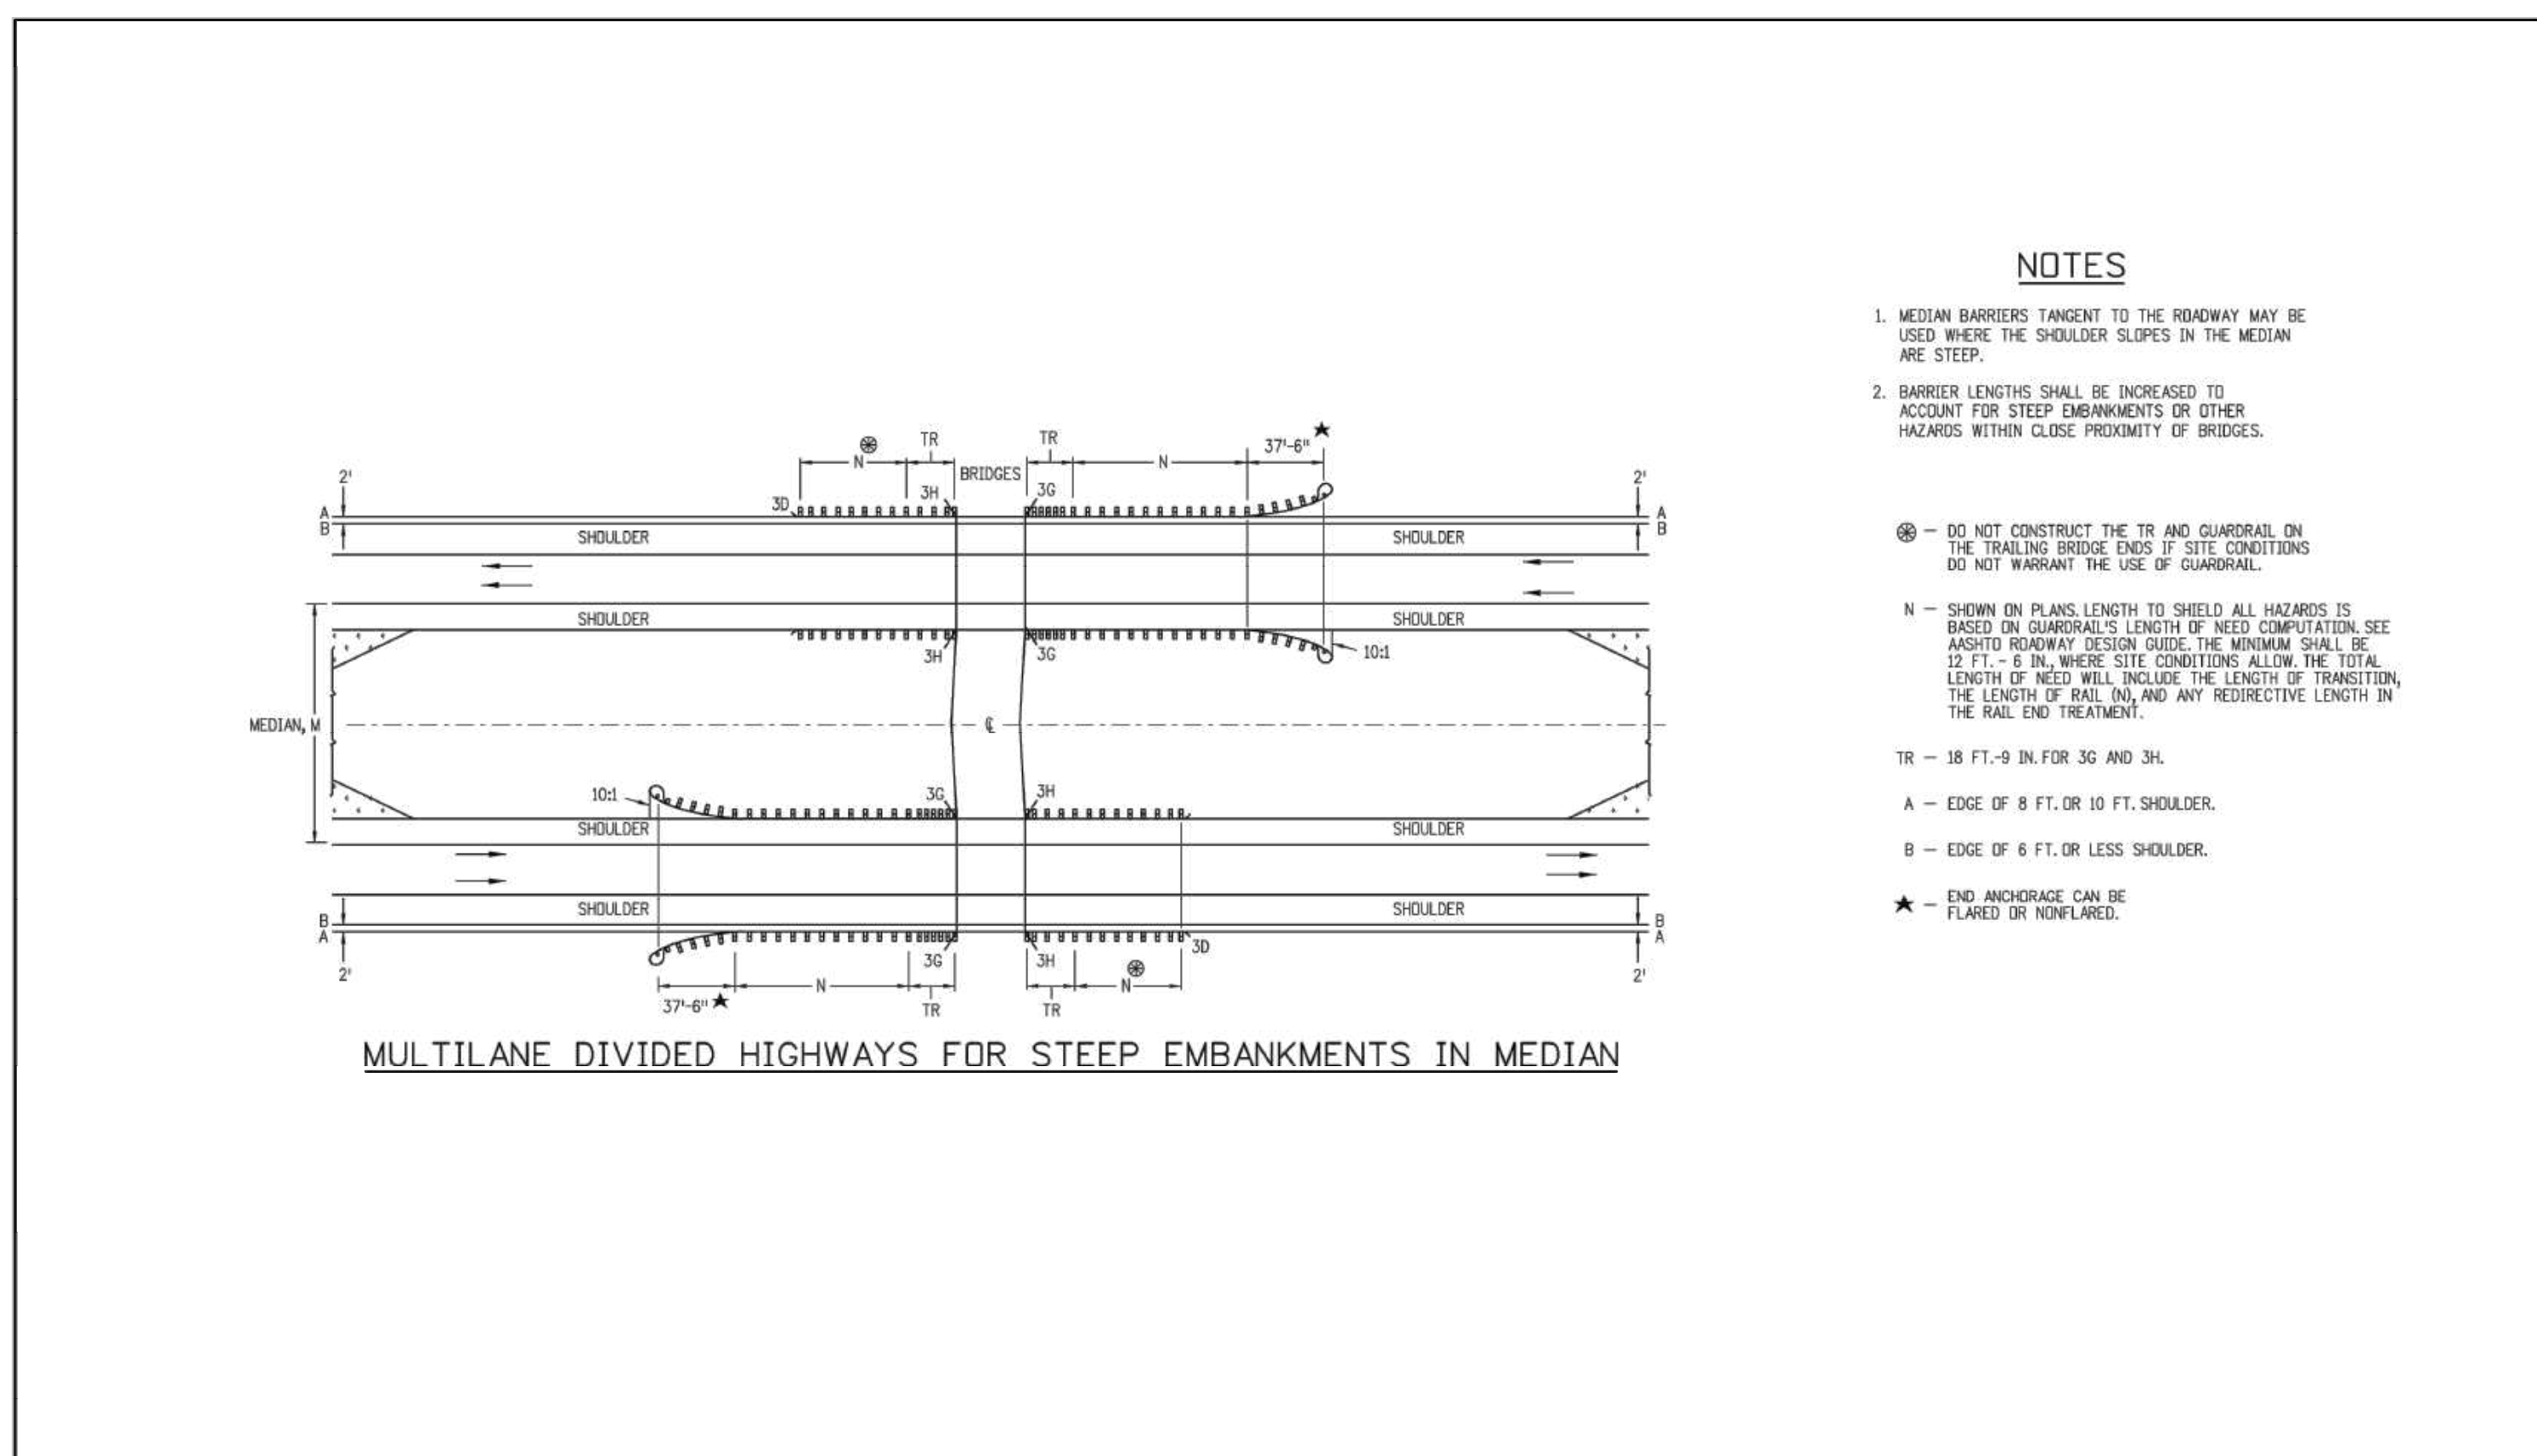 NOTES
1. MEDIAN BARRIERS TANGENT TO THE ROADWAY MAY BE
USED WHERE THE SHOULDER SLOPES IN THE MEDIAN
ARE STEEP.
2. BARRIER LENGTHS SHALL BE INCREASED TO
ACCOUNT FOR STEEP EMBANKMENTS OR OTHER
HAZARDS WITHIN CLOSE PROXIMITY OF BRIDGES.
— DO NOT CONSTRUCT THE TR AND GUARDRAIL ON
THE TRAILING BRIDGE ENDS IF SITE CONDITIONS
DO NOT WARRANT THE USE OF GUARDRAIL.
N — SHOWN ON PLANS. LENGTH TO SHIELD ALL HAZARDS IS
BASED ON GUARDRAIL'S LENGTH OF NEED COMPUTATION. SEE
AASHTO ROADWAY DESIGN GUIDE. THE MINIMUM SHALL BE
12 FT. - 6 IN., WHERE SITE CONDITIONS ALLOW. THE TOTAL
LENGTH OF NEED WILL INCLUDE THE LENGTH OF TRANSITION,
THE LENGTH OF RAIL (N), AND ANY REDIRECTIVE LENGTH IN
THE RAIL END TREATMENT.
TR — 18 FT.-9 IN. FOR 3G AND 3H.
A — EDGE OF 8 FT. OR 10 FT. SHOULDER.
B — EDGE OF 6 FT. OR LESS SHOULDER.
★ — END ANCHORAGE CAN BE
FLARED OR NONFLARED.
TR TR 37'-6" ★
N N
2' BRIDGES 2'
3D 3H 3G
A A
B B
SHOULDER SHOULDER
SHOULDER SHOULDER
3H 3G 10:1
MEDIAN, M ℄
10:1 3G 3H
SHOULDER SHOULDER
SHOULDER SHOULDER
B B
A A
3G 3H 3D
2' 2'
N N
37'-6" ★ TR TR
MULTILANE DIVIDED HIGHWAYS FOR STEEP EMBANKMENTS IN MEDIAN